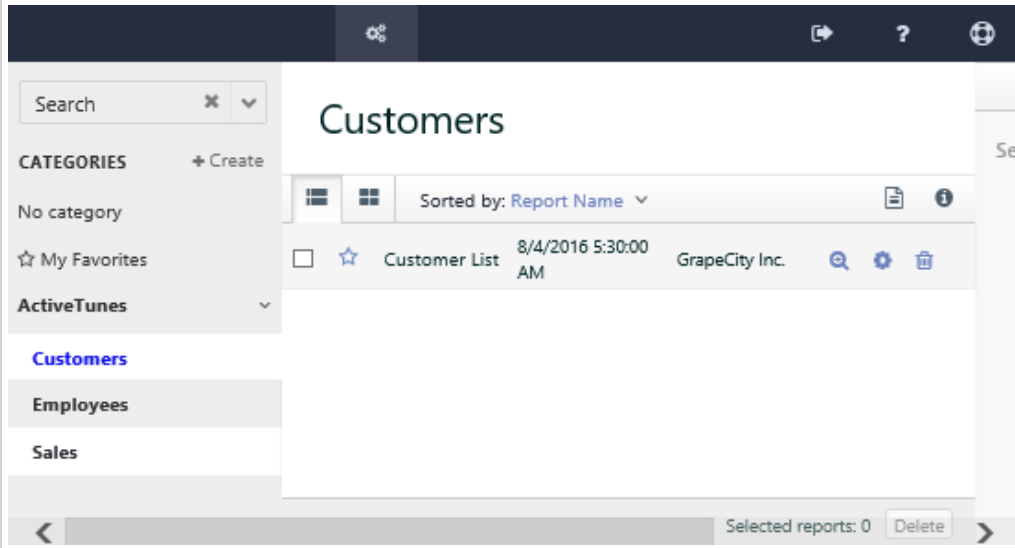 ?
Search
CATEGORIES
+ Create
No category
My Favorites
ActiveTunes
Customers
Employees
Sales
Customers
Sorted by: Report Name
Customer List
8/4/2016 5:30:00
AM
GrapeCity Inc.
Selected reports: 0
Delete
Se